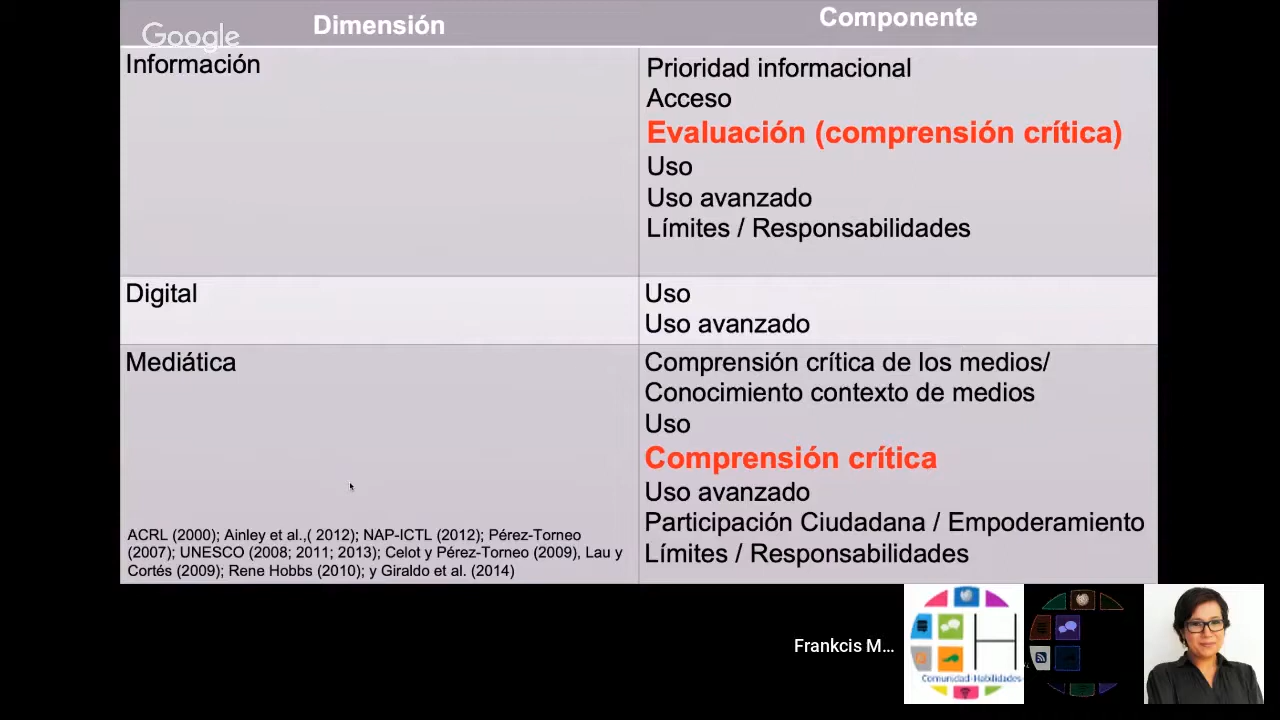 Google
Dimensión
Componente
Información
Prioridad informacional
Acceso
Evaluación (comprensión crítica)
Uso
Uso avanzado
Límites / Responsabilidades
Digital
Uso
Uso avanzado
Mediática
Comprensión crítica de los medios/
Conocimiento contexto de medios
Uso
Comprensión crítica
Uso avanzado
Participación Ciudadana / Empoderamiento
Límites / Responsabilidades
ACRL (2000); Ainley et al.,( 2012); NAP-ICTL (2012); Pérez-Torneo
(2007); UNESCO (2008; 2011; 2013); Celot y Pérez-Torneo (2009), Lau y
Cortés (2009); Rene Hobbs (2010); y Giraldo et al. (2014)
Frankcis M...
H
Comunidad-Habilidades-